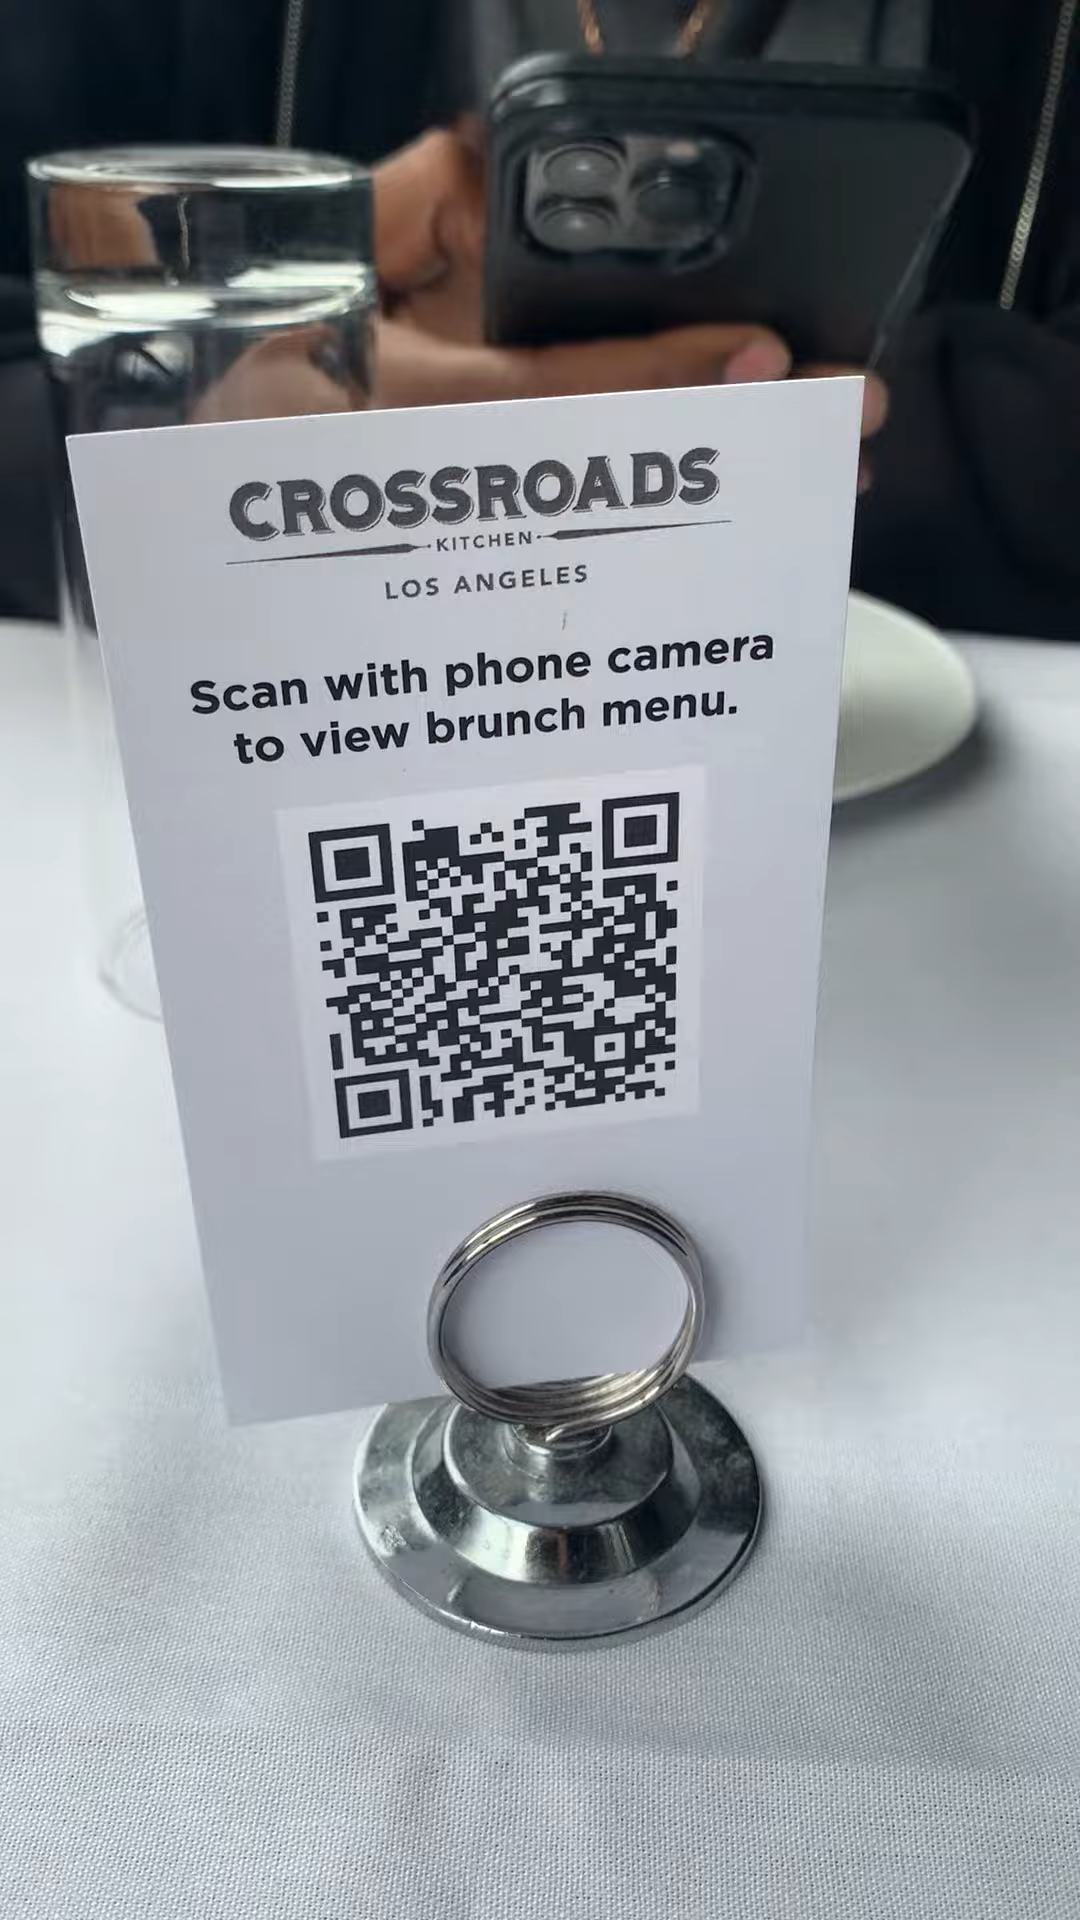 CROSSROADS
KITCHEN
LOS ANGELES
Scan with phone camera
to view brunch menu.